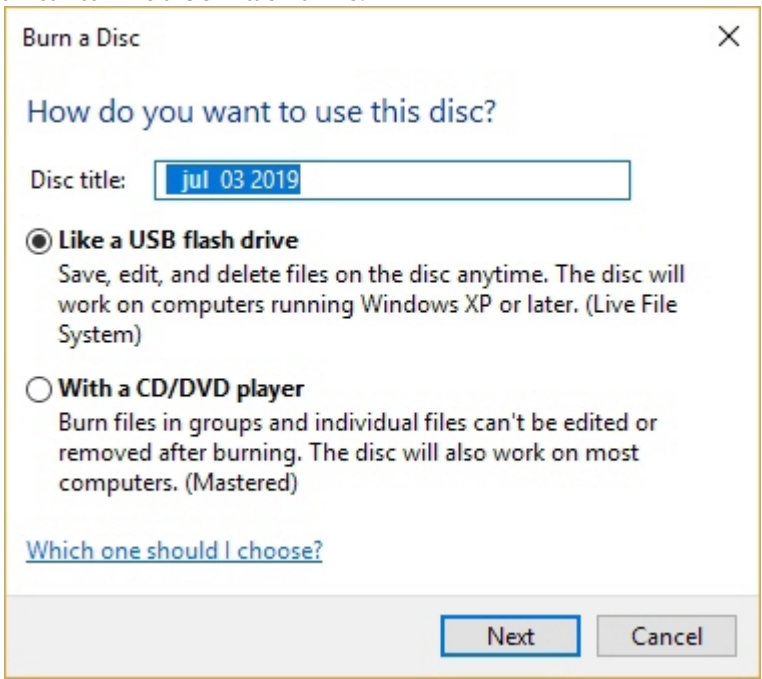 Burn a Disc
How do you want to use this disc?
Disc title: jul 03 2019
Like a USB flash drive
Save, edit, and delete files on the disc anytime. The disc will
work on computers running Windows XP or later. (Live File
System)
With a CD/DVD player
Burn files in groups and individual files can't be edited or
removed after burning. The disc will also work on most
computers. (Mastered)
Which one should I choose?
Next Cancel